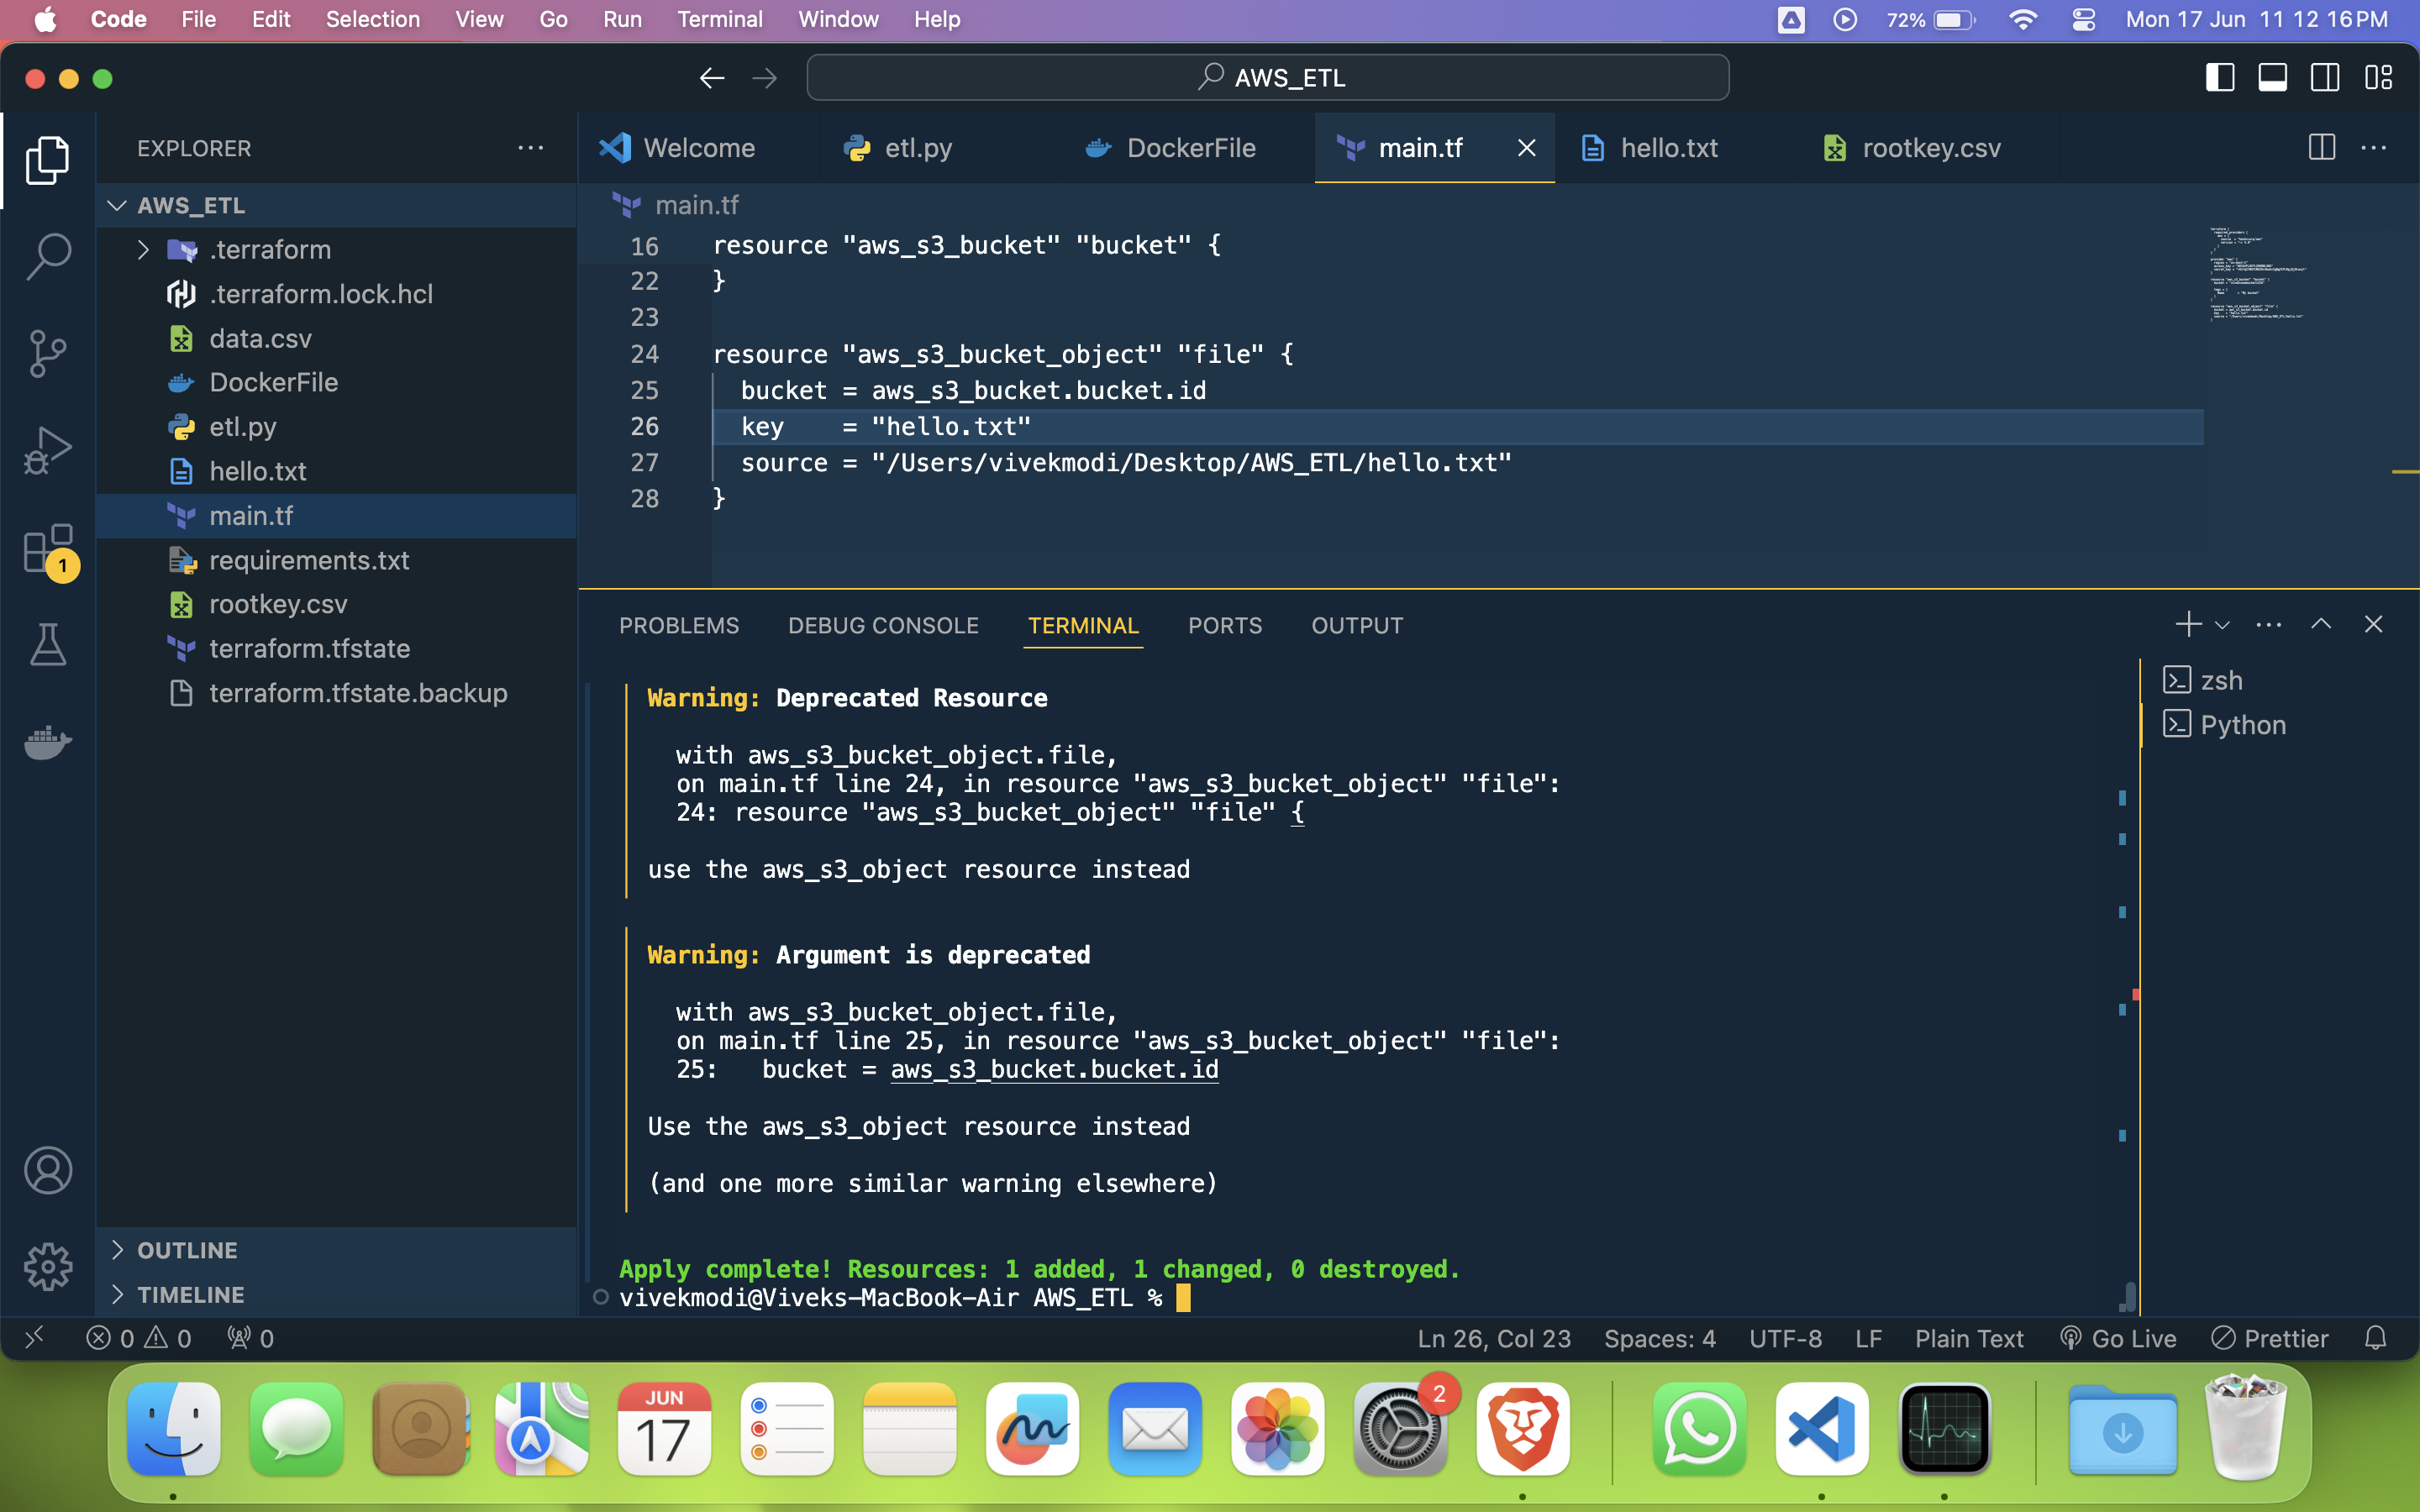 Code File Edit Selection View Go Run Terminal Window Help 72% Mon 17 Jun 11 12 16 PM
AWS_ETL
EXPLORER
Welcome etl.py DockerFile main.tf hello.txt rootkey.csv
AWS_ETL
.terraform
.terraform.lock.hcl
data.csv
DockerFile
etl.py
hello.txt
main.tf
requirements.txt
rootkey.csv
terraform.tfstate
terraform.tfstate.backup
1
OUTLINE
TIMELINE
main.tf
16 resource "aws_s3_bucket" "bucket" {
22 }
23
24 resource "aws_s3_bucket_object" "file" {
25 bucket = aws_s3_bucket.bucket.id
26 key    = "hello.txt"
27 source = "/Users/vivekmodi/Desktop/AWS_ETL/hello.txt"
28 }
PROBLEMS DEBUG CONSOLE TERMINAL PORTS OUTPUT
zsh
Python
Warning: Deprecated Resource
with aws_s3_bucket_object.file,
on main.tf line 24, in resource "aws_s3_bucket_object" "file":
24: resource "aws_s3_bucket_object" "file" {
use the aws_s3_object resource instead
Warning: Argument is deprecated
with aws_s3_bucket_object.file,
on main.tf line 25, in resource "aws_s3_bucket_object" "file":
25:   bucket = aws_s3_bucket.bucket.id
Use the aws_s3_object resource instead
(and one more similar warning elsewhere)
Apply complete! Resources: 1 added, 1 changed, 0 destroyed.
vivekmodi@Viveks-MacBook-Air AWS_ETL %
0 0 0 Ln 26, Col 23 Spaces: 4 UTF-8 LF Plain Text Go Live Prettier
JUN
17
2